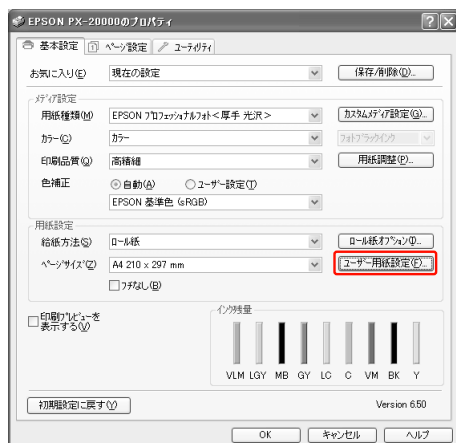 EPSON PX-20000のプロパティ
基本設定 ページ設定 ユーティリティ
お気に入り(E) 現在の設定 保存/削除(D)...
メディア設定
用紙種類(M) EPSON プロフェッショナルフォト<厚手 光沢> カスタムメディア設定(G)...
カラー(C) カラー フォトブラックインク
印刷品質(Q) 高精細 用紙調整(P)...
色補正 自動(A) ユーザー設定(T)
EPSON 基準色 (sRGB)
用紙設定
給紙方法(S) ロール紙 ロール紙オプション(I)...
ページサイズ(Z) A4 210 x 297 mm ユーザー用紙設定(F)...
フチなし(B)
インク残量
印刷プレビューを
表示する(V)
VLM LGY MB GY LC C VM BK Y
初期設定に戻す(Y) Version 6.50
OK キャンセル ヘルプ